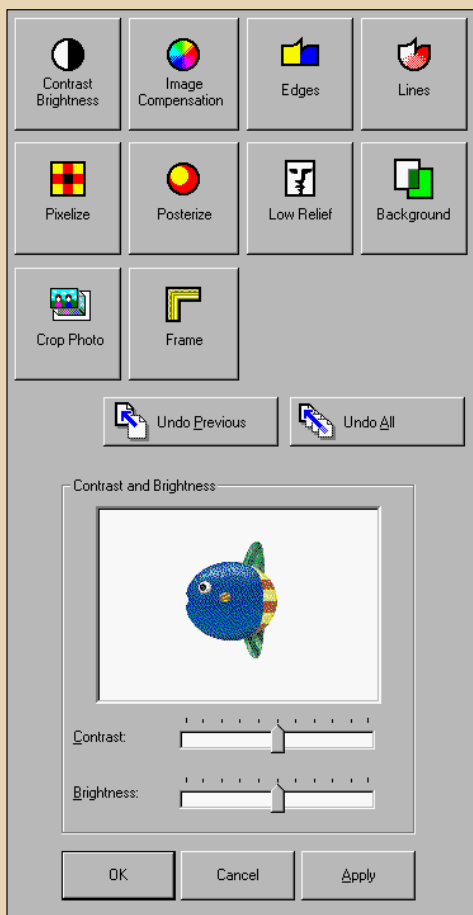 Contrast
Brightness
Image
Compensation
Edges
Lines
Pixelize
Posterize
Low Relief
Background
Crop Photo
Frame
Undo Previous
Undo All
Contrast and Brightness
Contrast:
Brightness:
OK
Cancel
Apply